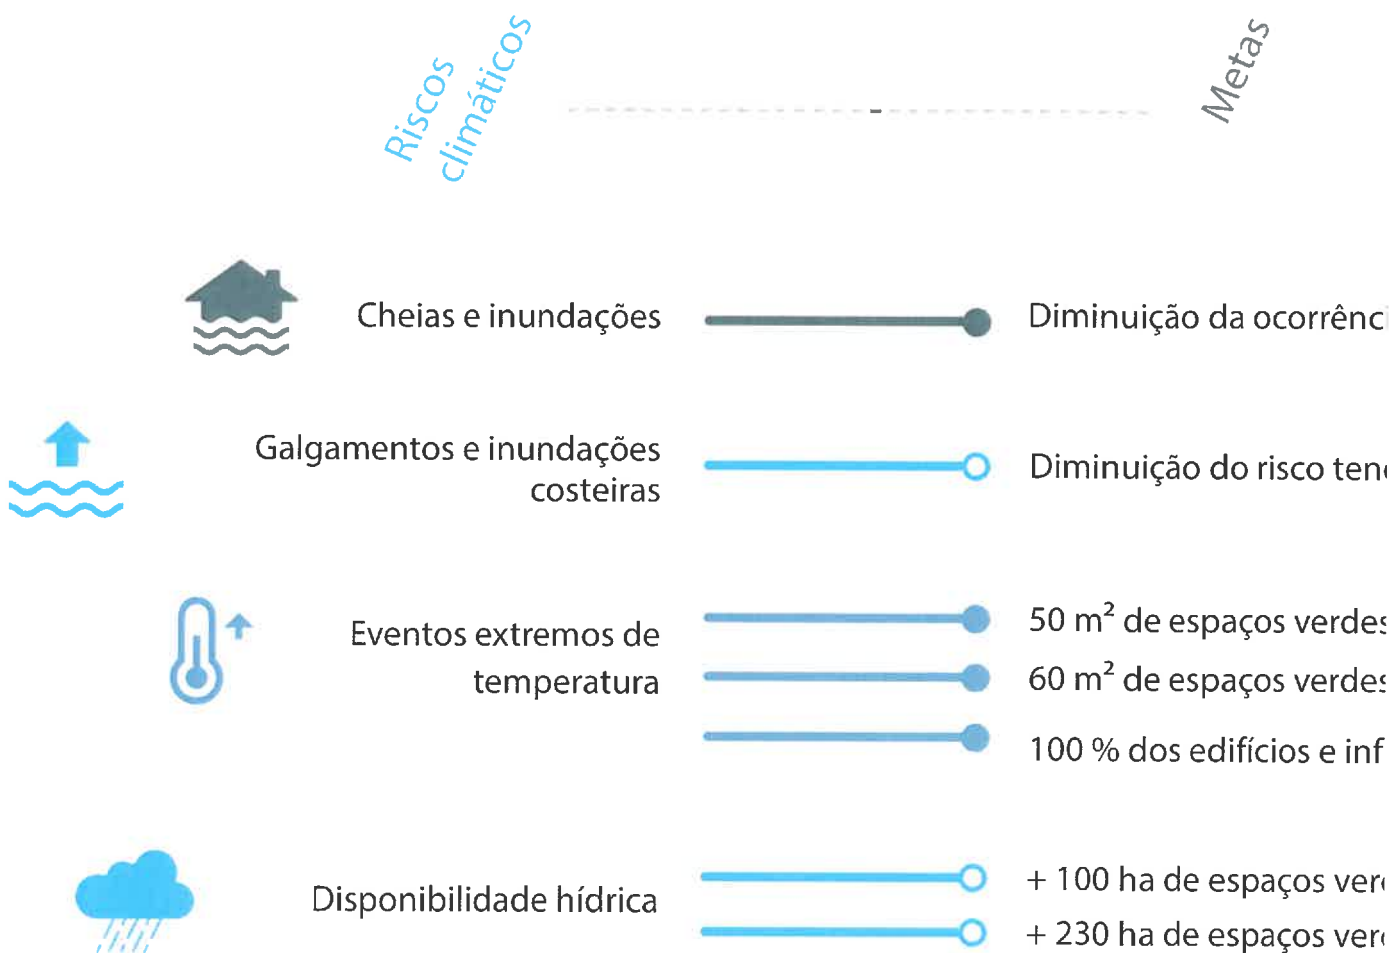 Riscos
climáticos
Metas
Cheias e inundações
Diminuição da
Galgamentos e inundações
costeiras
Diminuição do risco
Eventos extremos de
temperatura
50 m² de espaços verdes
60 m² de espaços verdes
100 % dos edifícios e
Disponibilidade hídrica
+ 100 ha de espaços
+ 230 ha de espaços